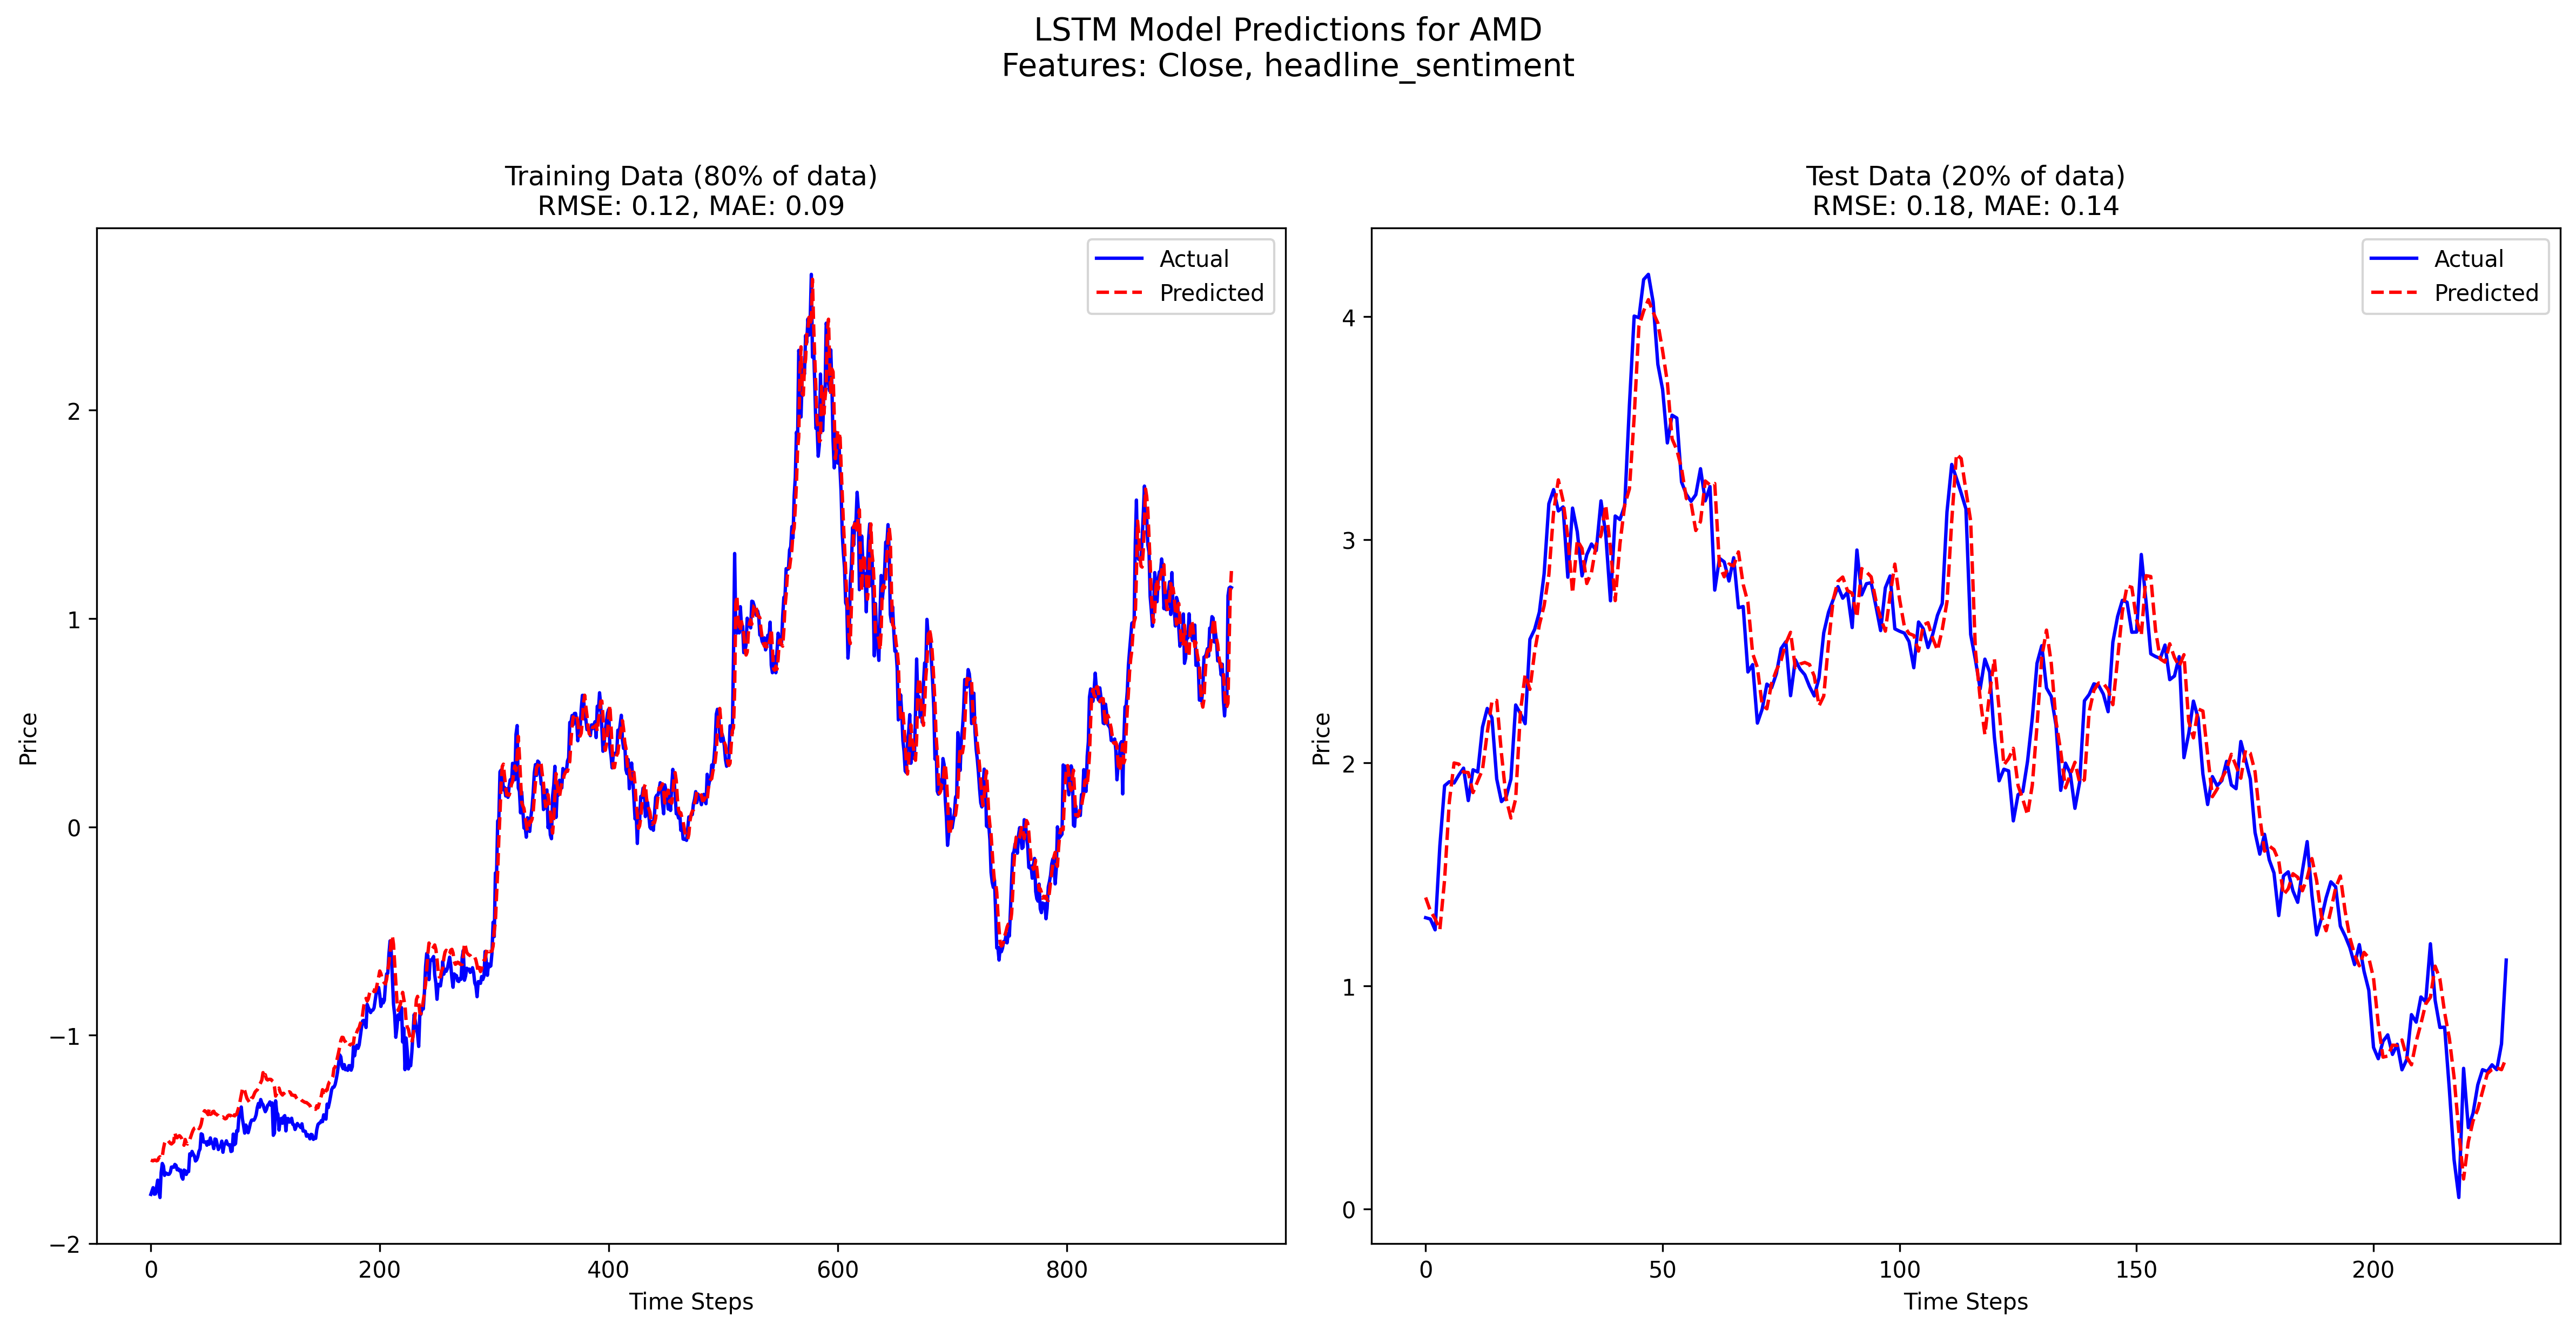 LSTM Model Predictions for AMD
Features: Close, headline_sentiment
Training Data (80% of data)
RMSE: 0.12, MAE: 0.09
Actual
Predicted
Price
2
1
0
−1
−2
0
200
400
600
800
Time Steps
Test Data (20% of data)
RMSE: 0.18, MAE: 0.14
Actual
Predicted
Price
4
3
2
1
0
0
50
100
150
200
Time Steps